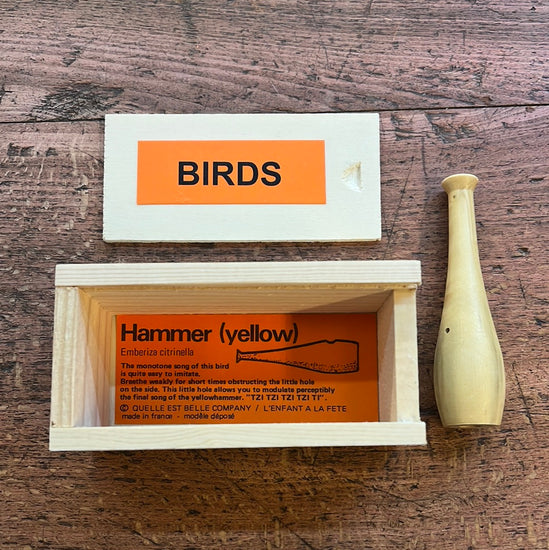 BIRDS
Hammer (yellow)
Emberiza citrinella
The monotone song of this bird
is quite easy to imitate.
Breathe weakly for short times obstructing the little hole
on the side. This little hole allows you to modulate perceptibly
the final song of the yellowhammer. "TZI TZI TZI TZI TI".
© QUELLE EST BELLE COMPANY / L'ENFANT A LA FETE
made in france - modèle déposé